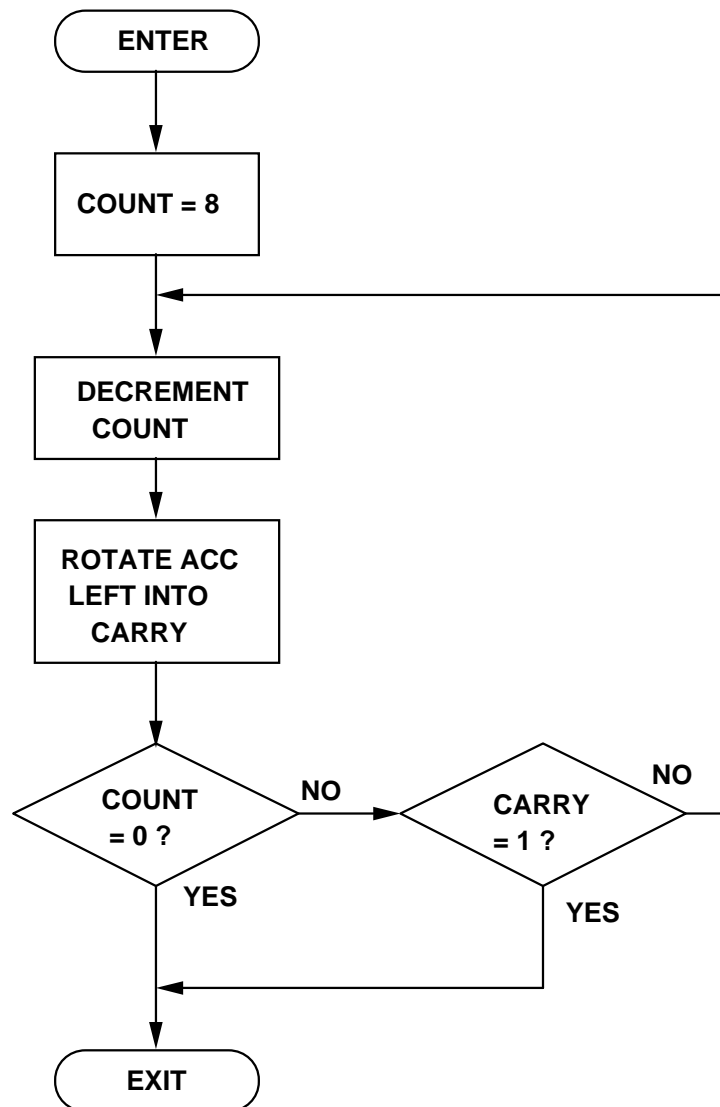 ENTER
COUNT = 8
DECREMENT
COUNT
ROTATE ACC
LEFT INTO
CARRY
COUNT
= 0 ?
NO
YES
CARRY
= 1 ?
NO
YES
EXIT